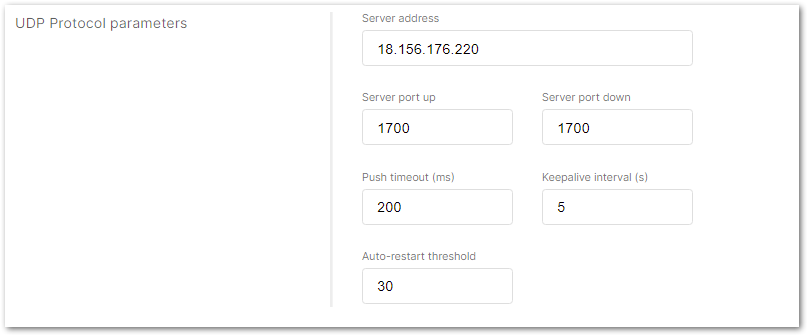 UDP Protocol parameters
Server address
18.156.176.220
Server port up
Server port down
1700
1700
Push timeout (ms)
Keepalive interval (s)
200
5
Auto-restart threshold
30